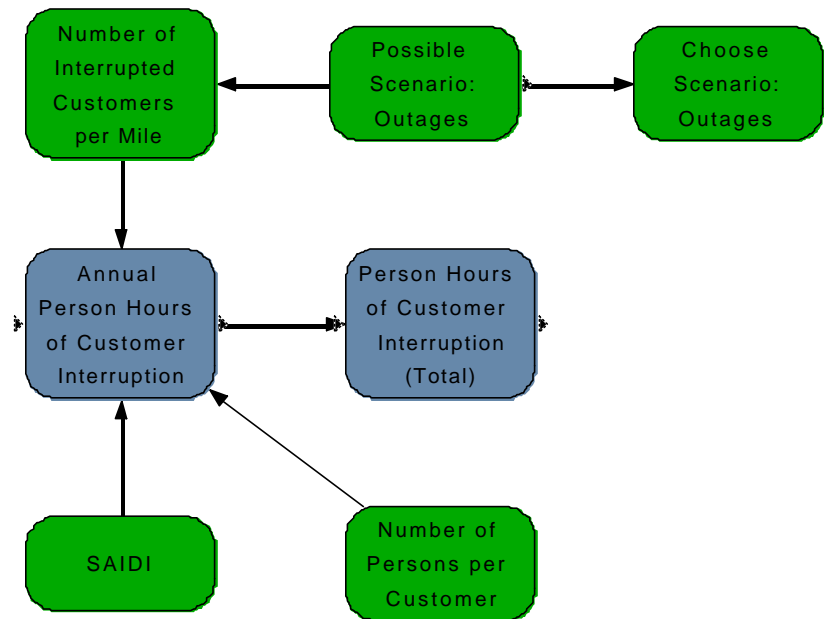 Number of
Interrupted
Customers
per Mile
Possible
Scenario:
Outages
Choose
Scenario:
Outages
Annual
Person Hours
of Customer
Interruption
Person Hours
of Customer
Interruption
(Total)
SAIDI
Number of
Persons per
Customer